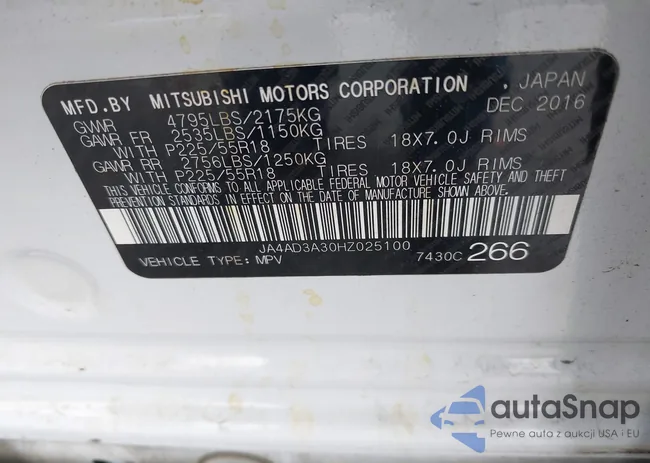 MFD.BY MITSUBISHI MOTORS CORPORATION, JAPAN
GVWR 4795LBS/2175KG DEC 2016
GAWR FR 2535LBS/1150KG
WITH P225/55R18 TIRES 18X7.0J RIMS
GAWR RR 2756LBS/1250KG
WITH P225/55R18 TIRES 18X7.0J RIMS
THIS VEHICLE CONFORMS TO ALL APPLICABLE FEDERAL MOTOR VEHICLE SAFETY AND THEFT
PREVENTION STANDARDS IN EFFECT ON THE DATE OF MANUFACTURE SHOWN ABOVE.
JA4AD3A30HZ025100
VEHICLE TYPE: MPV 7430C 266
autaSnap
Pewne auta z aukcji USA i EU